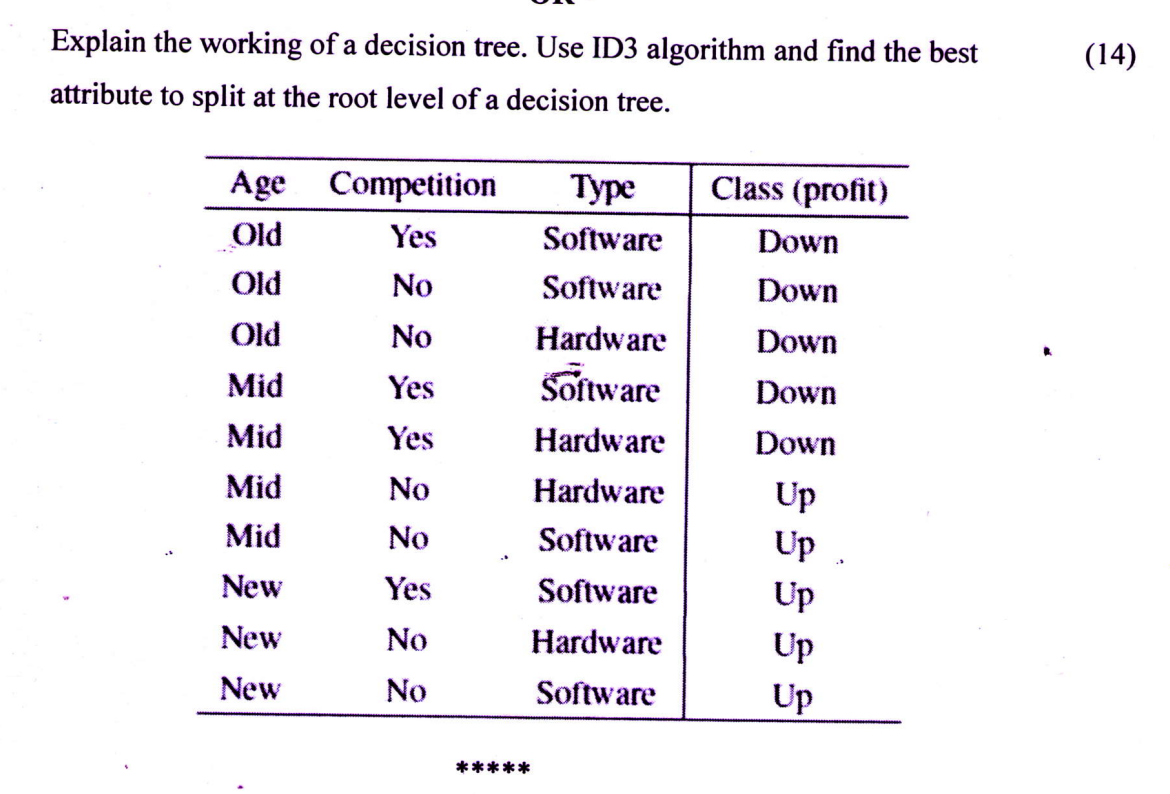 OR
Explain the working of a decision tree. Use ID3 algorithm and find the best (14)
attribute to split at the root level of a decision tree.
Age Competition Type Class (profit)
Old Yes Software Down
Old No Software Down
Old No Hardware Down
Mid Yes Software Down
Mid Yes Hardware Down
Mid No Hardware Up
Mid No Software Up
New Yes Software Up
New No Hardware Up
New No Software Up
*****